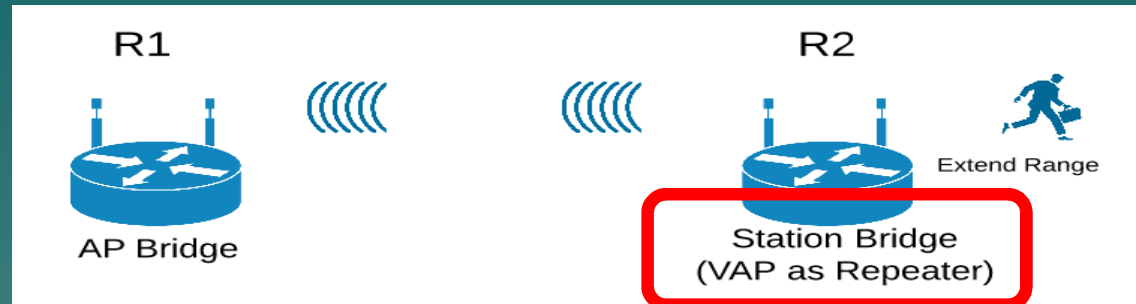 R1
R2
Extend Range
AP Bridge
Station Bridge
(VAP as Repeater)